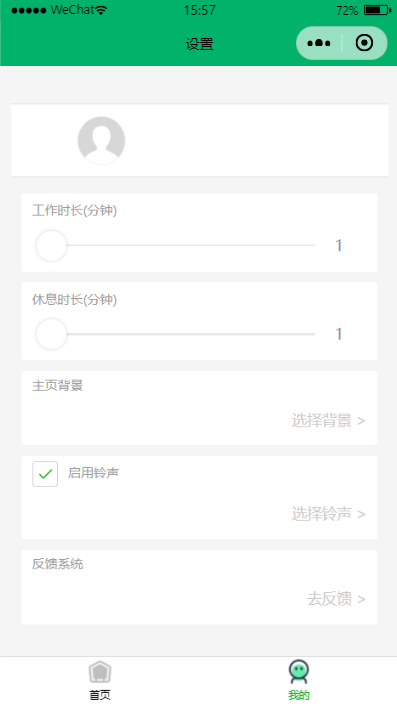 WeChat 15:57 72%
设置
工作时长(分钟)
1
休息时长(分钟)
1
主页背景
选择背景 >
启用铃声
选择铃声 >
反馈系统
去反馈 >
首页 我的